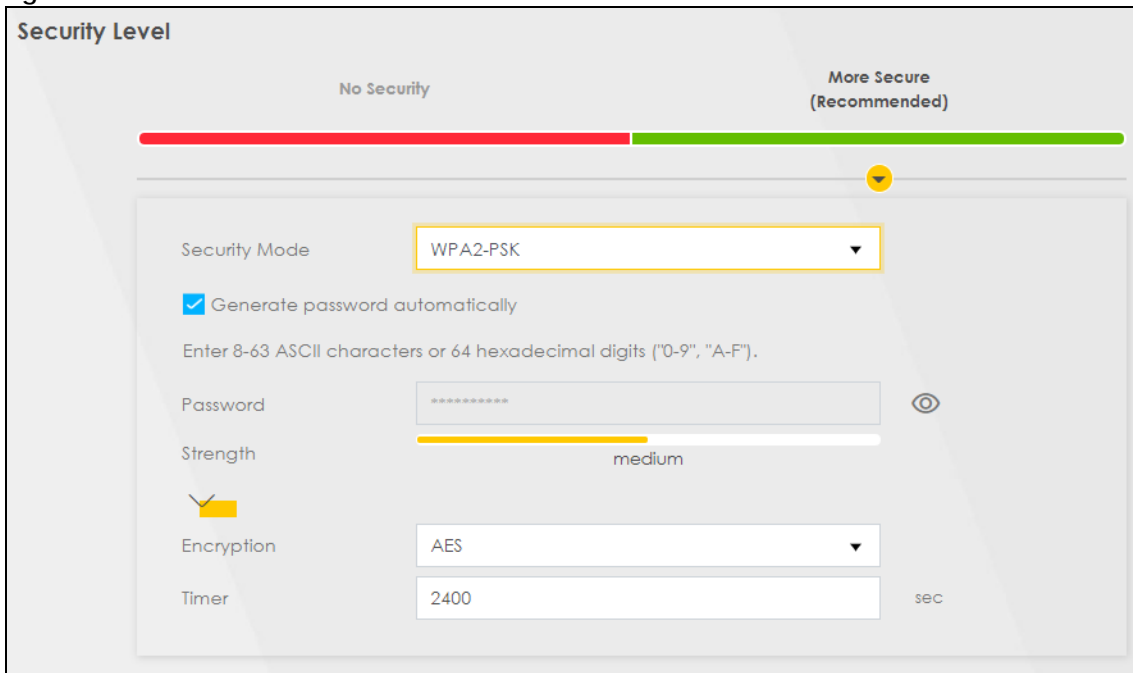 Security Level
No Security
More Secure
(Recommended)
Security Mode
WPA2-PSK
Generate password automatically
Enter 8-63 ASCII characters or 64 hexadecimal digits ("0-9", "A-F").
Password
**********
Strength
medium
Encryption
AES
Timer
2400
sec